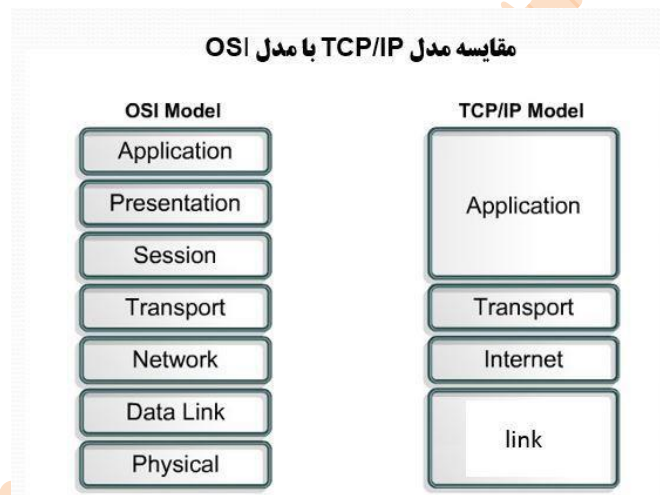 مقایسه مدل TCP/IP با مدل OSI
OSI Model
Application
Presentation
Session
Transport
Network
Data Link
Physical
TCP/IP Model
Application
Transport
Internet
link